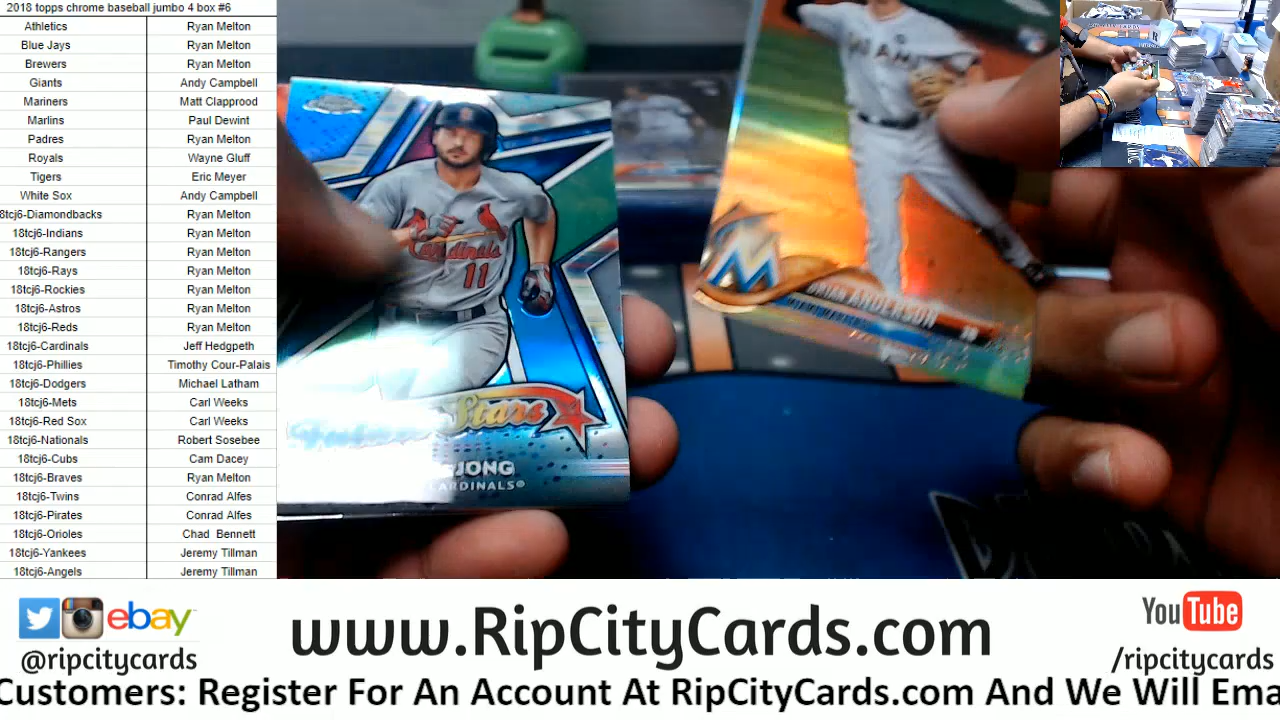 2018 topps chrome baseball jumbo 4 box #6
Athletics Ryan Melton
Blue Jays Ryan Melton
Brewers Ryan Melton
Giants Andy Campbell
Mariners Matt Clapprood
Marlins Paul Dewint
Padres Ryan Melton
Royals Wayne Gluff
Tigers Eric Meyer
White Sox Andy Campbell
18tcj6-Diamondbacks Ryan Melton
18tcj6-Indians Ryan Melton
18tcj6-Rangers Ryan Melton
18tcj6-Rays Ryan Melton
18tcj6-Rockies Ryan Melton
18tcj6-Astros Ryan Melton
18tcj6-Reds Ryan Melton
18tcj6-Cardinals Jeff Hedgpeth
18tcj6-Phillies Timothy Cour-Palais
18tcj6-Dodgers Michael Latham
18tcj6-Mets Carl Weeks
18tcj6-Red Sox Carl Weeks
18tcj6-Nationals Robert Sosebee
18tcj6-Cubs Cam Dacey
18tcj6-Braves Ryan Melton
18tcj6-Twins Conrad Alfes
18tcj6-Pirates Conrad Alfes
18tcj6-Orioles Chad Bennett
18tcj6-Yankees Jeremy Tillman
18tcj6-Angels Jeremy Tillman
Cardinals
11
Stars
JONG
CARDINALS®
M
ANDERSON
ebay
@ripcitycards
www.RipCityCards.com
YouTube
/ripcitycards
Customers: Register For An Account At RipCityCards.com And We Will Ema